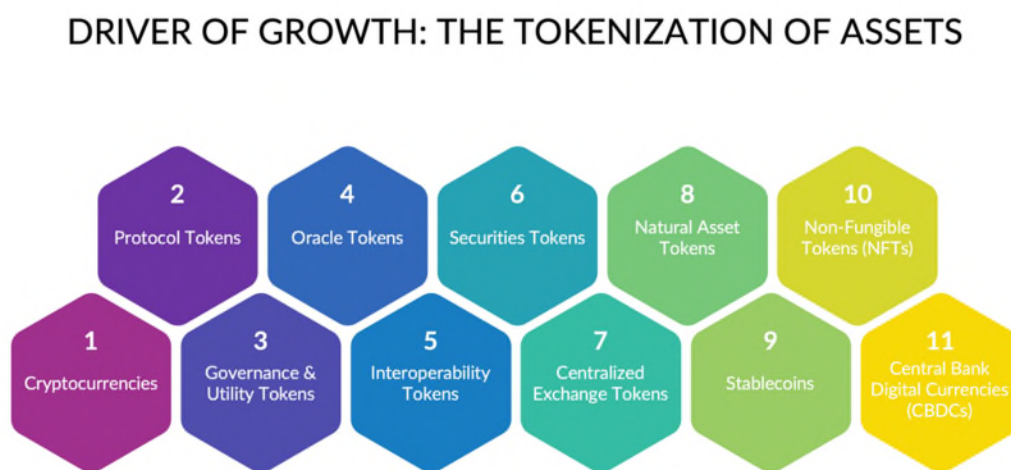 DRIVER OF GROWTH: THE TOKENIZATION OF ASSETS
1
Cryptocurrencies
2
Protocol Tokens
3
Governance &
Utility Tokens
4
Oracle Tokens
5
Interoperability
Tokens
6
Securities Tokens
7
Centralized
Exchange Tokens
8
Natural Asset
Tokens
9
Stablecoins
10
Non-Fungible
Tokens (NFTs)
11
Central Bank
Digital Currencies
(CBDCs)